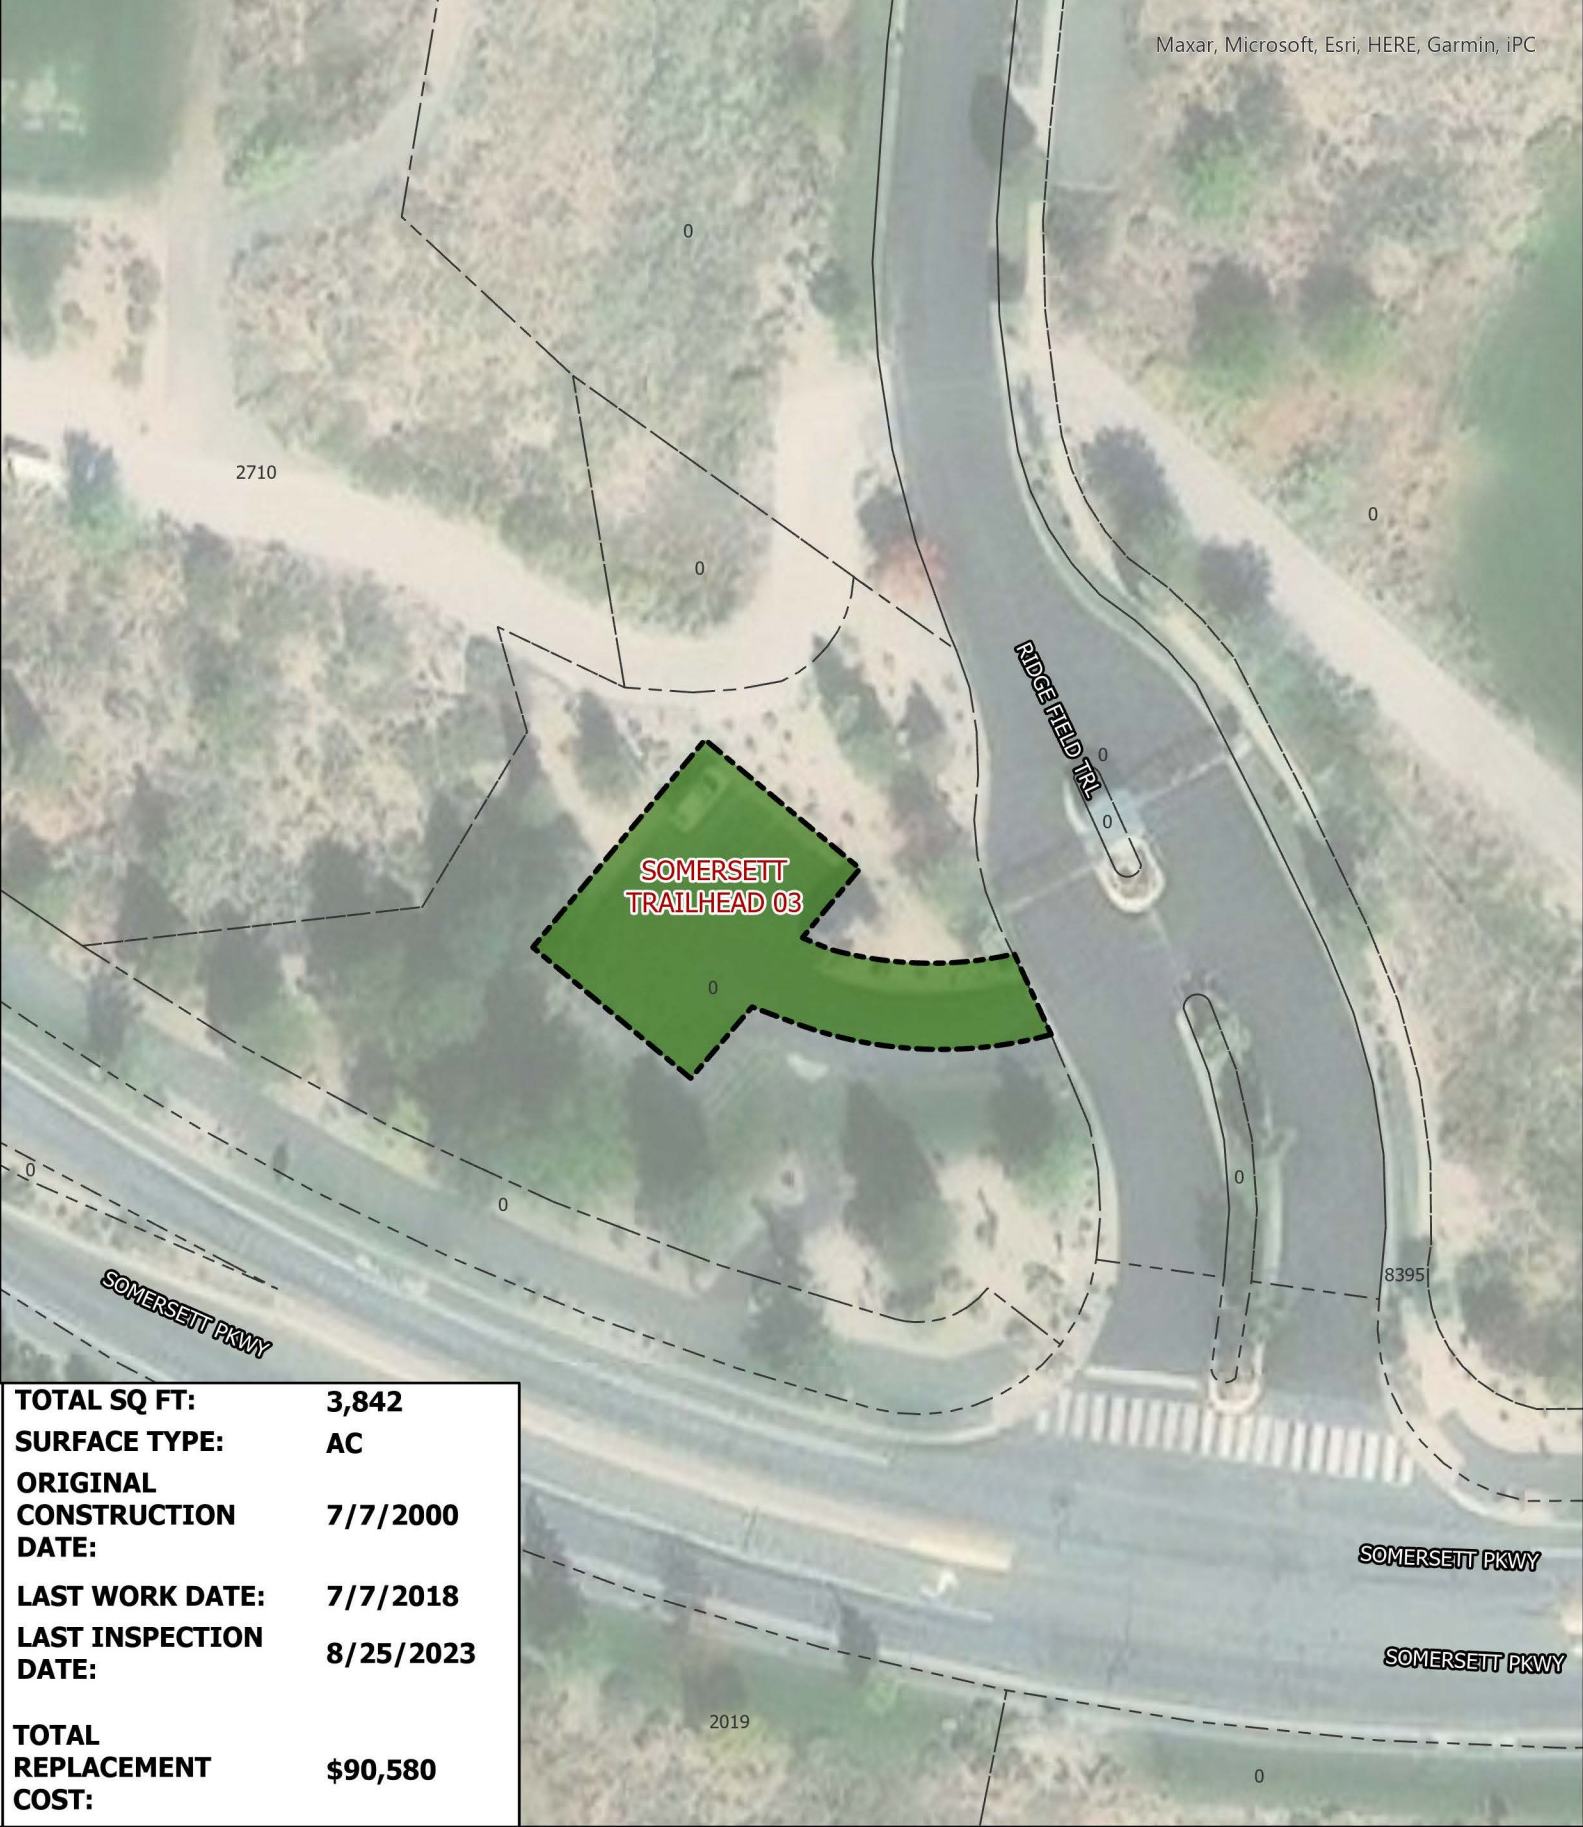 Maxar, Microsoft, Esri, HERE, Garmin, iPC
0
2710
0
0
RIDGE FIELD TRL
0
0
SOMERSETT
TRAILHEAD 03
0
0
0
0
8395
SOMERSETT PKWY
TOTAL SQ FT: 3,842
SURFACE TYPE: AC
ORIGINAL
CONSTRUCTION 7/7/2000
DATE:
LAST WORK DATE: 7/7/2018
LAST INSPECTION
DATE: 8/25/2023
TOTAL
REPLACEMENT $90,580
COST:
SOMERSETT PKWY
SOMERSETT PKWY
2019
0